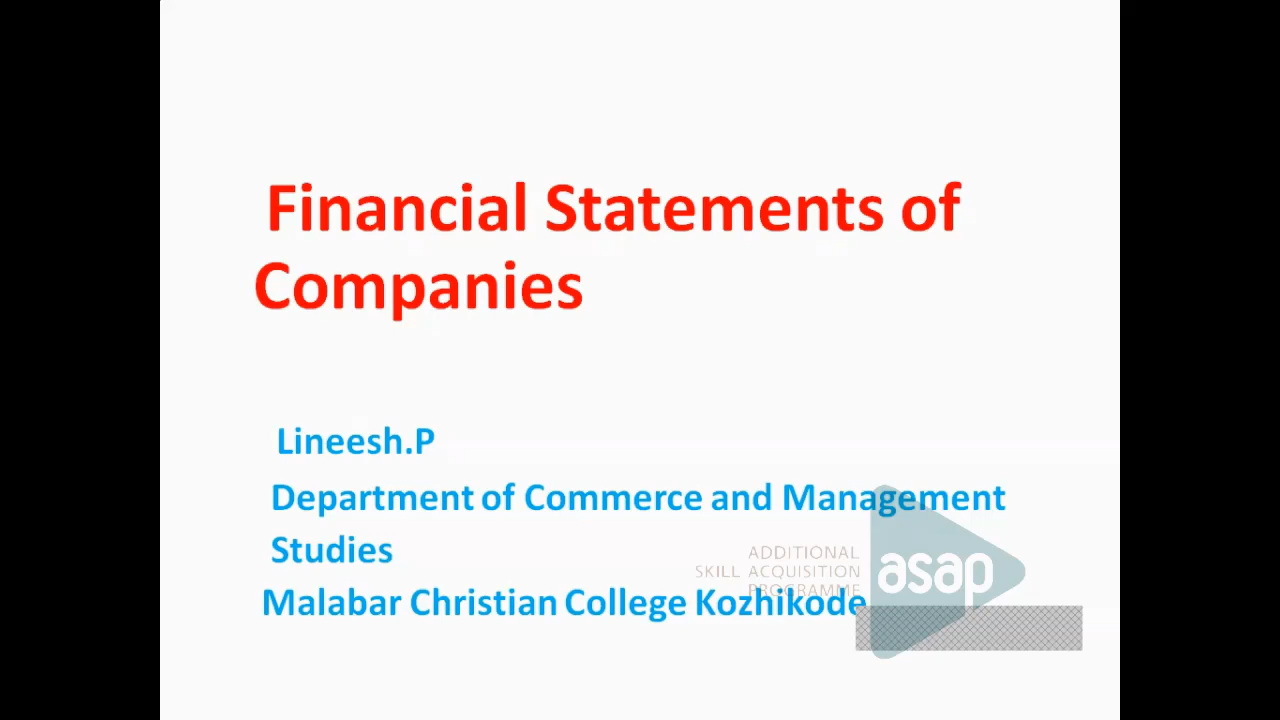 Financial Statements of
Companies
Lineesh.P
Department of Commerce and Management
Studies
Malabar Christian College Kozhikode
ADDITIONAL
SKILL ACQUISITION
PROGRAMME
asap